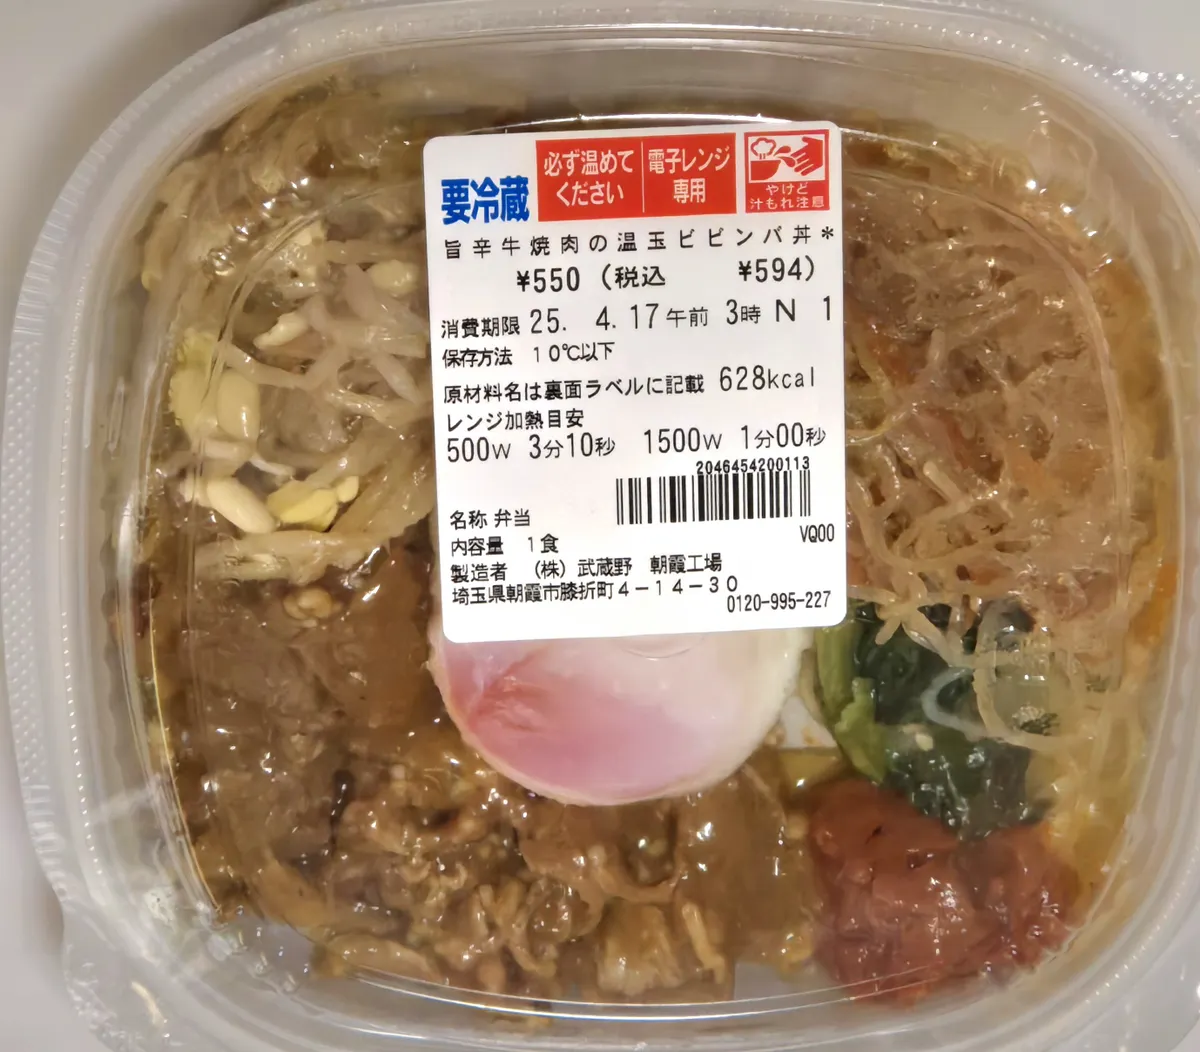 要冷蔵 必ず温めて 電子レンジ
ください 専用
やけど
汁もれ注意
旨辛牛焼肉の温玉ビビンバ丼*
¥550 (税込 ¥594)
消費期限 25. 4. 17午前 3時 N 1
保存方法 10℃以下
原材料名は裏面ラベルに記載 628kcal
レンジ加熱目安
500W 3分10秒 1500W 1分00秒
2046454200113
名称 弁当
VQ00
内容量 1食
製造者 (株)武蔵野 朝霞工場
埼玉県朝霞市膝折町4-14-30
0120-995-227